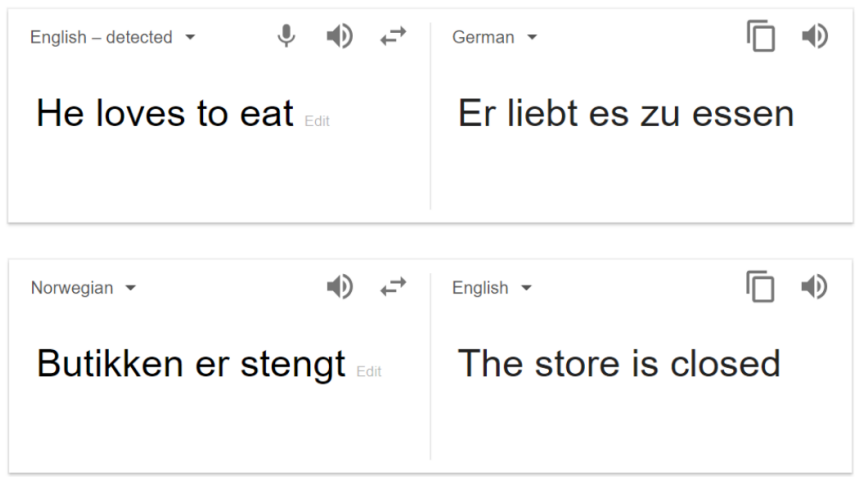 English – detected German
He loves to eat Edit Er liebt es zu essen
Norwegian English
Butikken er stengt Edit The store is closed